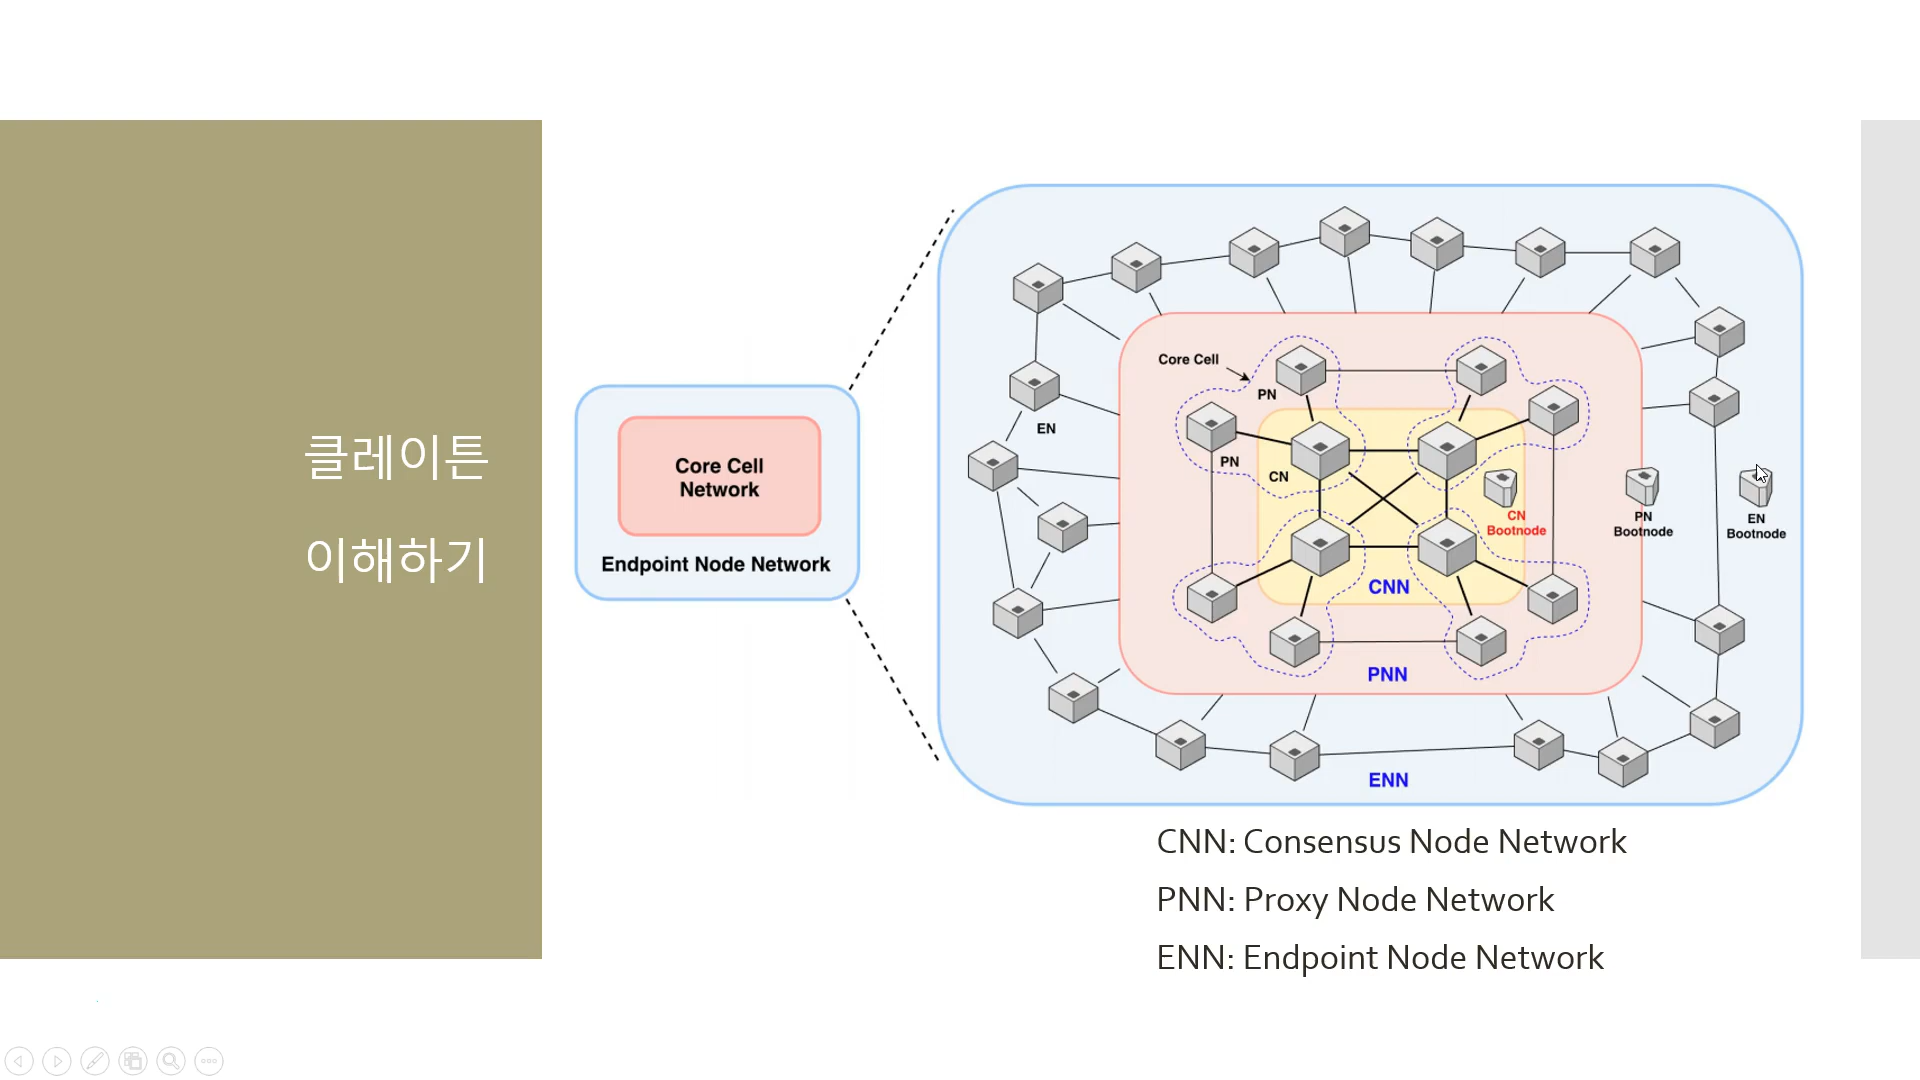 클레이튼
이해하기
Core Cell
Network
Endpoint Node Network
Core Cell
PN
EN
PN
CN
CN
Bootnode
PN
Bootnode
EN
Bootnode
CNN
PNN
ENN
CNN: Consensus Node Network
PNN: Proxy Node Network
ENN: Endpoint Node Network